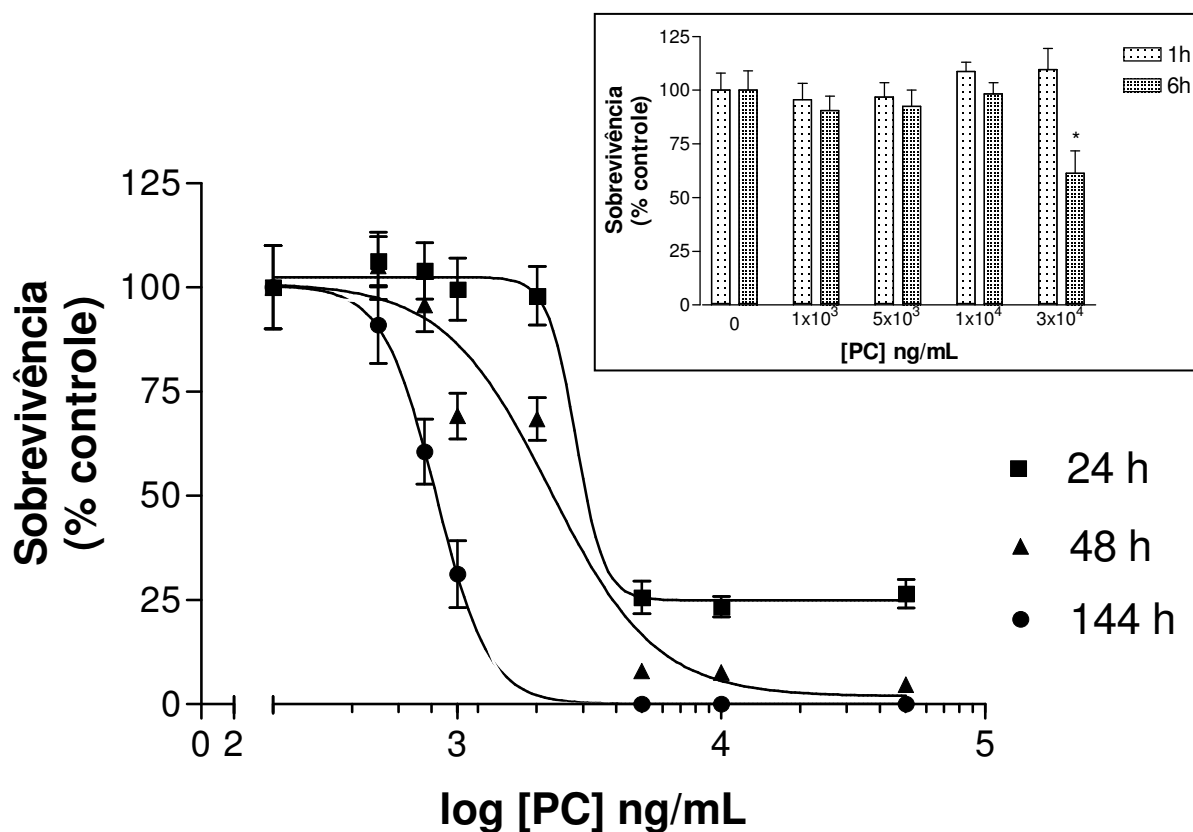 125
100
75
50
25
0
Sobrevivência
(% controle)
0 1x10³ 5x10³ 1x10⁴ 3x10⁴
[PC] ng/mL
1h
6h
*
125
100
75
50
25
0
Sobrevivência
(% controle)
0 2 3 4 5
log [PC] ng/mL
24 h
48 h
144 h